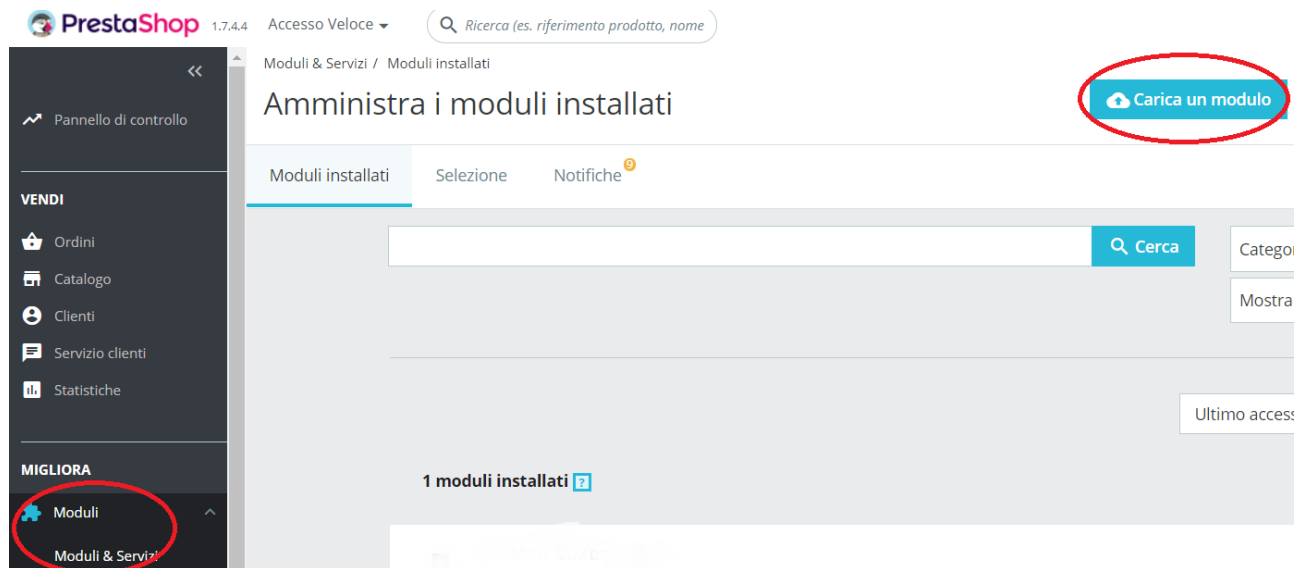 PrestaShop 1.7.4.4 Accesso Veloce Ricerca (es. riferimento prodotto, nome
Moduli & Servizi / Moduli installati
Amministra i moduli installati
Carica un modulo
Pannello di controllo
Moduli installati Selezione Notifiche 9
VENDI
Ordini
Catalogo
Clienti
Servizio clienti
Statistiche
Cerca
Mostra
Ultimo
MIGLIORA
Moduli
Moduli & Servizi
1 moduli installati ?